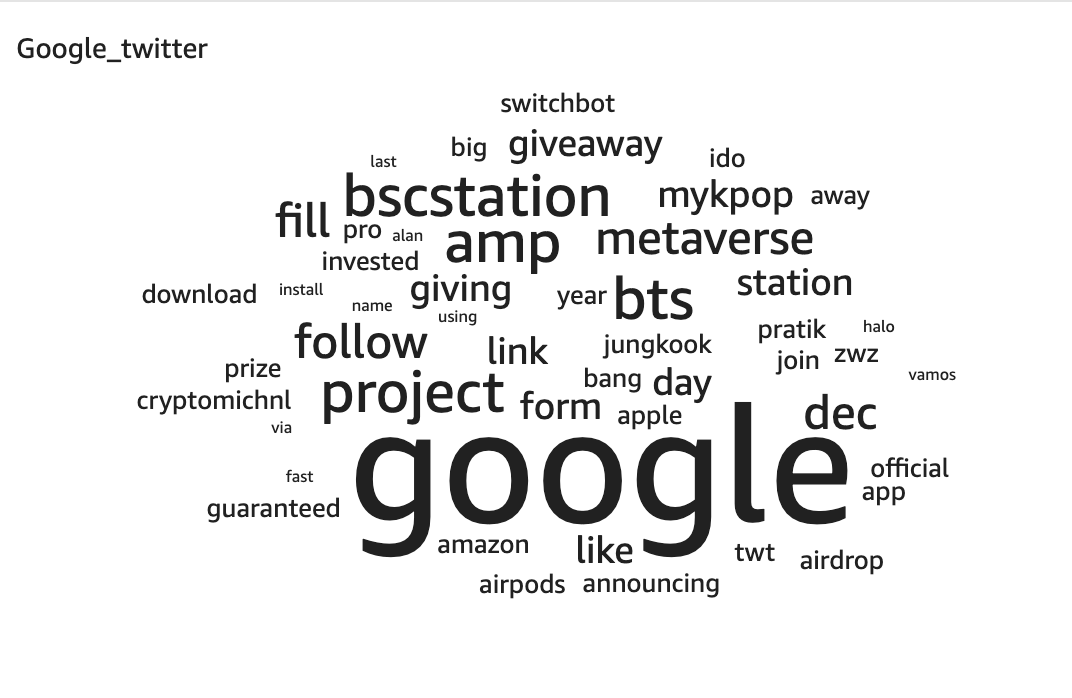 Google_twitter
switchbot
big giveaway
last ido
bscstation mykpop away
fill pro alan amp metaverse
invested
download install giving year bts station
name using
follow link jungkook pratik halo
prize join zwz
bang day vamos
cryptomichnl project form apple dec
via
google official
fast app
guaranteed
amazon like twt airdrop
airpods announcing